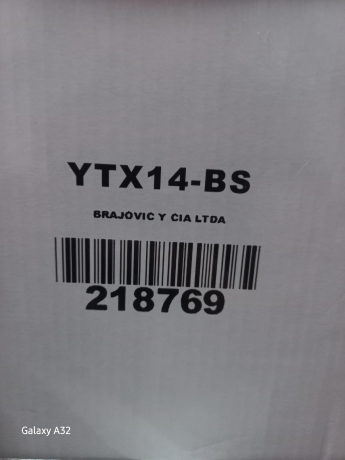 YTX14-BS
BRAJOVIC Y CIA LTDA
218769
Galaxy A32